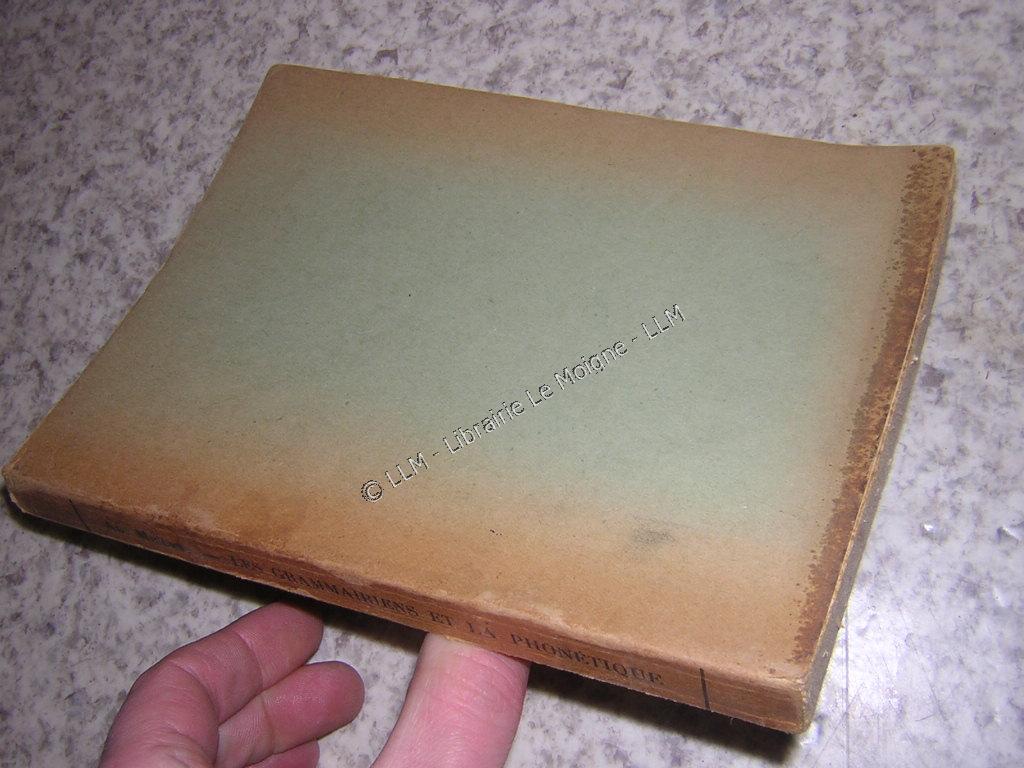 © LLM - Librairie Le Moigne - LLM
LES GRAMMAIRIENS ET LA PHONÉTIQUE